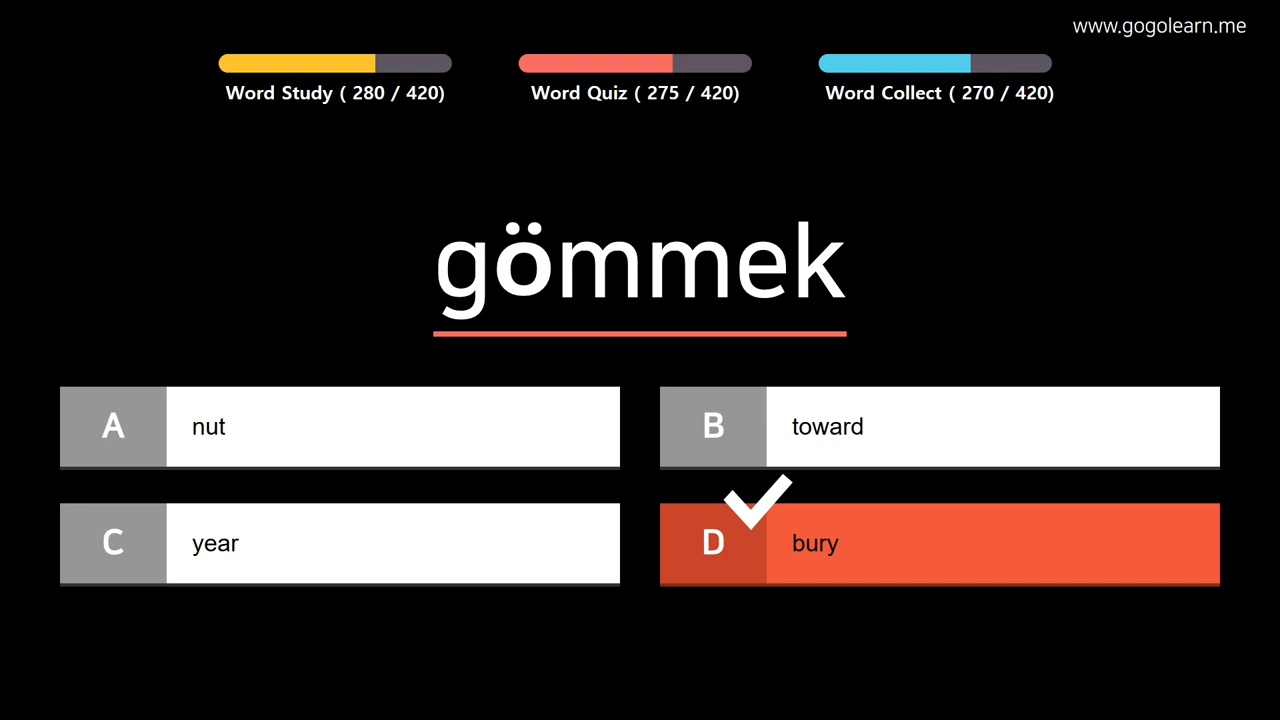 www.gogolearn.me
Word Study ( 280 / 420)
Word Quiz ( 275 / 420)
Word Collect ( 270 / 420)
gömmek
A nut
B toward
C year
D bury